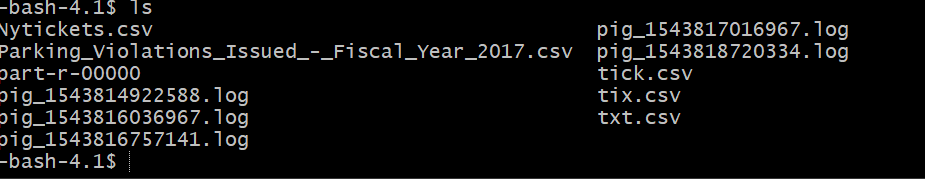 -bash-4.1$ ls
Nytickets.csv pig_1543817016967.log
Parking_Violations_Issued_-_Fiscal_Year_2017.csv pig_1543818720334.log
part-r-00000 tick.csv
pig_1543814922588.log tix.csv
pig_1543816036967.log txt.csv
pig_1543816757141.log
-bash-4.1$